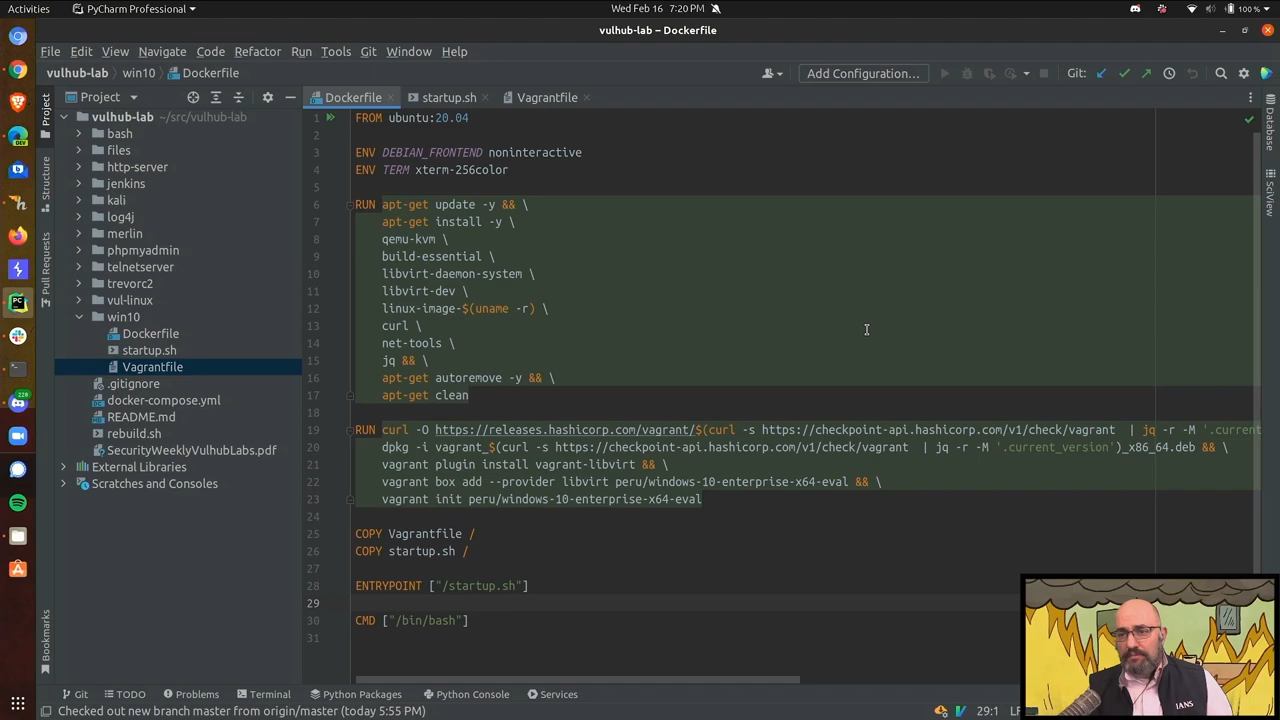 Activities
PyCharm Professional
Wed Feb 16 7:20 PM
100 %
vulhub-lab – Dockerfile
File Edit View Navigate Code Refactor Run Tools Git Window Help
vulhub-lab win10 Dockerfile
Add Configuration...
Git:
Project
Dockerfile startup.sh Vagrantfile
Project
Structure
Pull Requests
Bookmarks
DEV
PC
228
vulhub-lab ~/src/vulhub-lab
bash
files
http-server
jenkins
kali
log4j
merlin
phpmyadmin
telnetserver
trevorc2
vul-linux
win10
Dockerfile
startup.sh
Vagrantfile
.gitignore
docker-compose.yml
README.md
rebuild.sh
SecurityWeeklyVulhubLabs.pdf
External Libraries
Scratches and Consoles
1 FROM ubuntu:20.04
2
3 ENV DEBIAN_FRONTEND noninteractive
4 ENV TERM xterm-256color
5
6 RUN apt-get update -y && \
7 apt-get install -y \
8 qemu-kvm \
9 build-essential \
10 libvirt-daemon-system \
11 libvirt-dev \
12 linux-image-$(uname -r) \
13 curl \
14 net-tools \
15 jq && \
16 apt-get autoremove -y && \
17 apt-get clean
18
19 RUN curl -O https://releases.hashicorp.com/vagrant/$(curl -s https://checkpoint-api.hashicorp.com/v1/check/vagrant | jq -r -M '.current
20 dpkg -i vagrant_$(curl -s https://checkpoint-api.hashicorp.com/v1/check/vagrant | jq -r -M '.current_version')_x86_64.deb && \
21 vagrant plugin install vagrant-libvirt && \
22 vagrant box add --provider libvirt peru/windows-10-enterprise-x64-eval && \
23 vagrant init peru/windows-10-enterprise-x64-eval
24
25 COPY Vagrantfile /
26 COPY startup.sh /
27
28 ENTRYPOINT ["/startup.sh"]
29
30 CMD ["/bin/bash"]
31
Database
SciView
IANS
Git TODO Problems Terminal Python Packages Python Console Services
Checked out new branch master from origin/master (today 5:55 PM)
29:1 LF